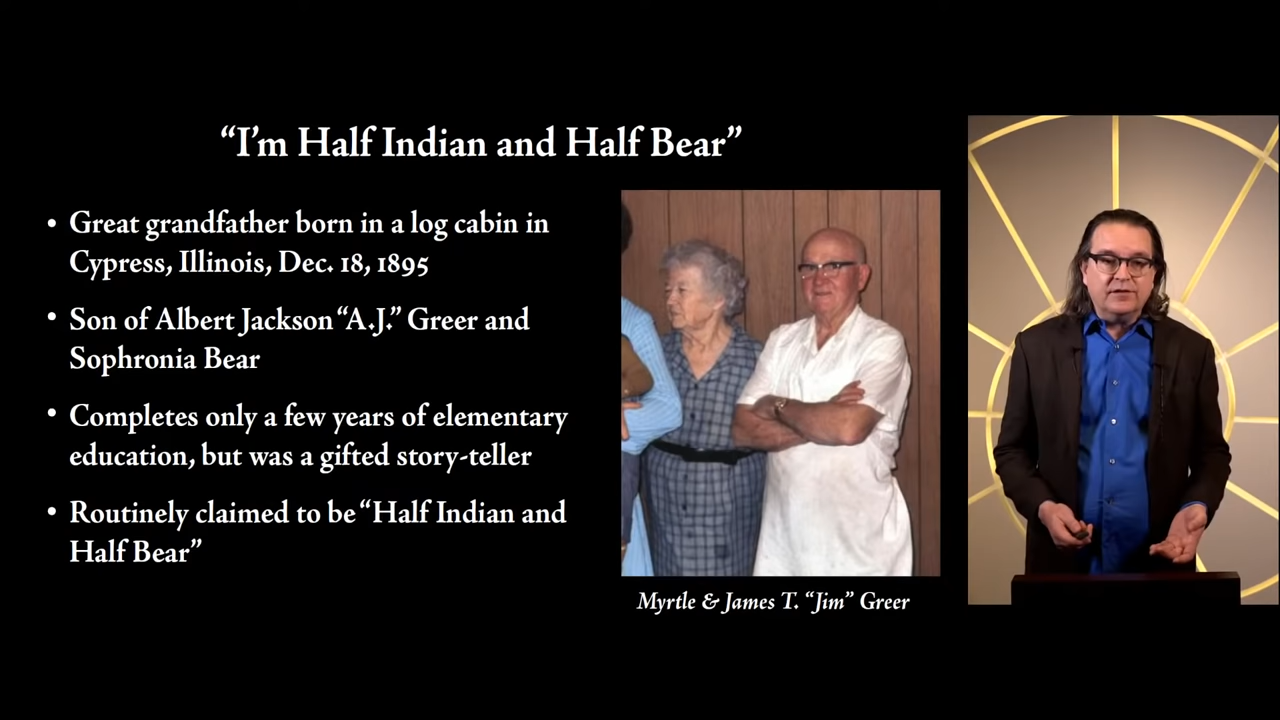 “I’m Half Indian and Half Bear”
• Great grandfather born in a log cabin in
Cypress, Illinois, Dec. 18, 1895
• Son of Albert Jackson “A.J.” Greer and
Sophronia Bear
• Completes only a few years of elementary
education, but was a gifted story-teller
• Routinely claimed to be “Half Indian and
Half Bear”
Myrtle & James T. “Jim” Greer